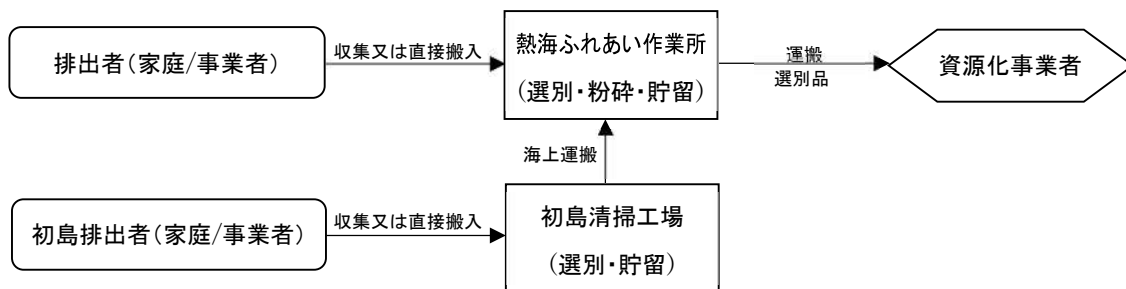 排出者(家庭/事業者)
収集又は直接搬入
熱海ふれあい作業所
(選別・粉砕・貯留)
運搬
選別品
資源化事業者
海上運搬
初島排出者(家庭/事業者)
収集又は直接搬入
初島清掃工場
(選別・貯留)